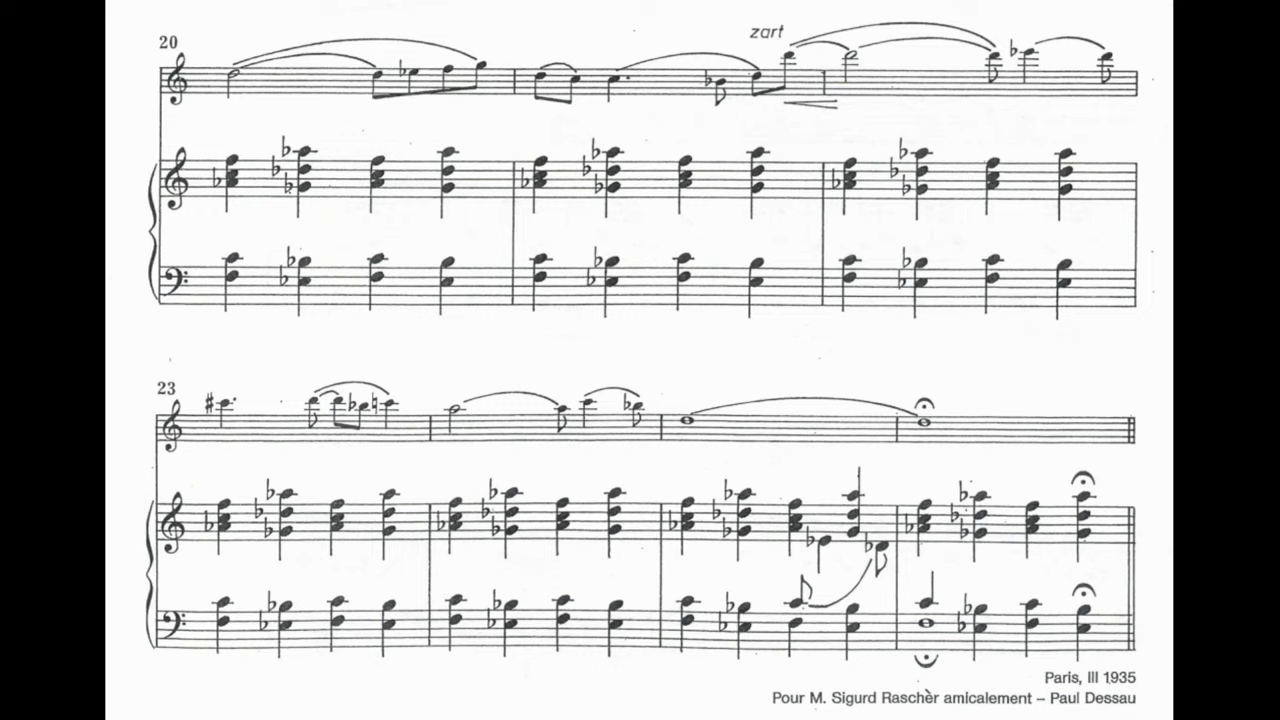 20
zart
23
Paris, III 1935
Pour M. Sigurd Raschèr amicalement – Paul Dessau